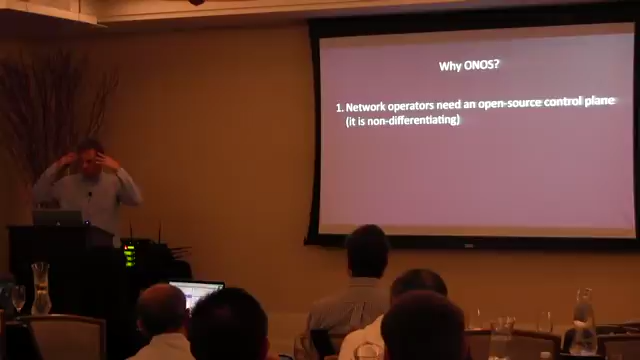 Why ONOS?
1. Network operators need an open-source control plane
(it is non-differentiating)